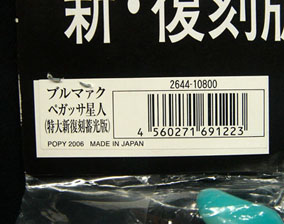 新・復刻版
2644-10800
ブルマァク
ペガッサ星人
(特大新復刻蓄光版)
4 560271 691223
POPY 2006 MADE IN JAPAN